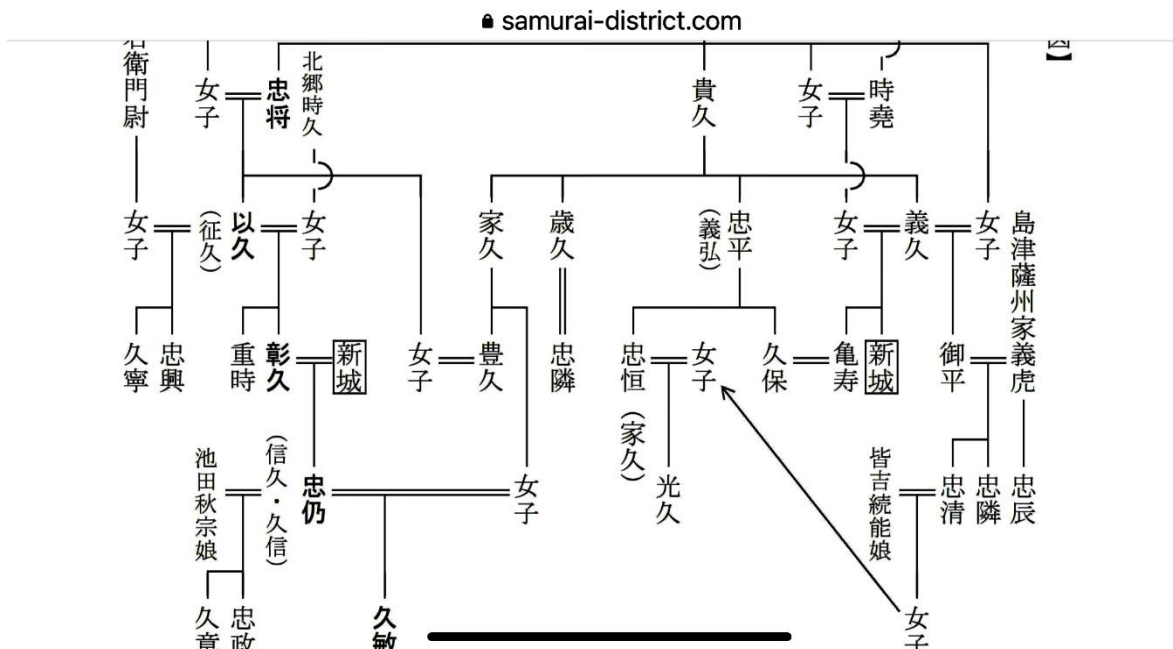 samurai-district.com
時堯
女子
貴久
北郷時久
忠将
女子
右衛門尉
島津薩州家義虎
女子
義久
女子
忠平
（義弘）
歳久
家久
女子
以久
（征久）
女子
御平
新城
亀寿
久保
女子
忠恒（家久）
忠隣
豊久
女子
新城
彰久
重時
忠興
久寧
忠辰
忠隣
忠清
皆吉続能娘
光久
女子
忠仍
（信久・久信）
池田秋宗娘
女子
久敏
忠政
久章